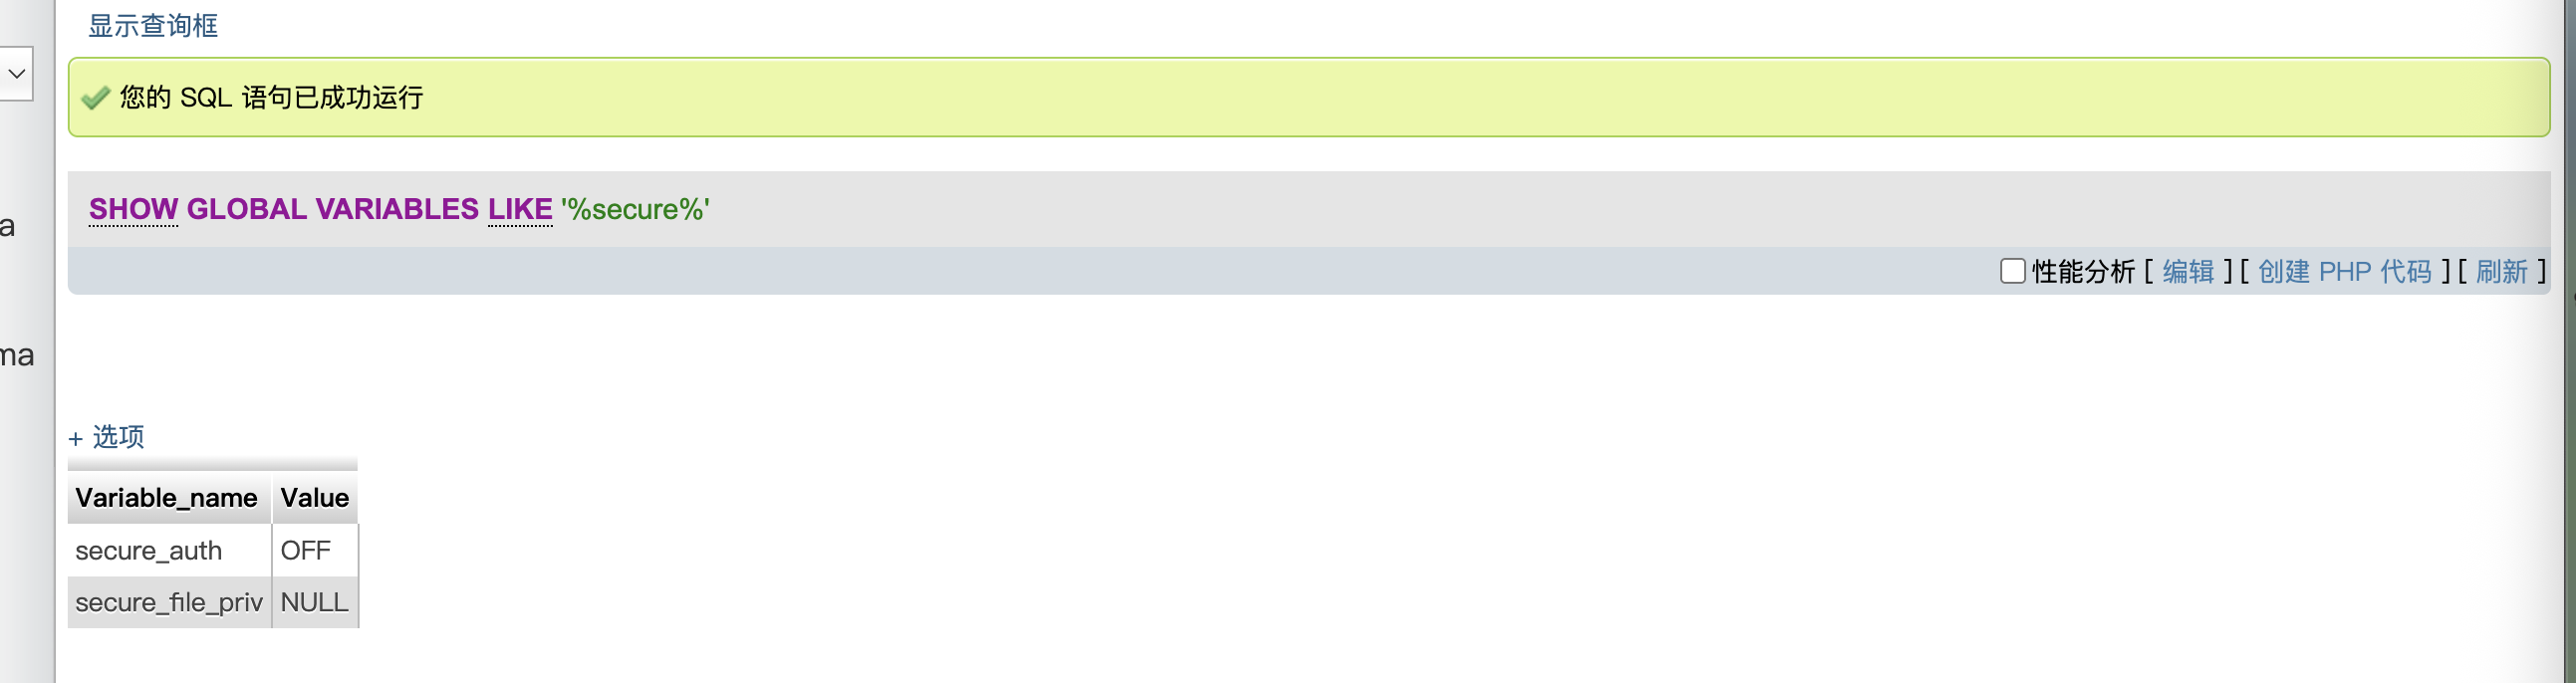 显示查询框
您的 SQL 语句已成功运行
a
SHOW GLOBAL VARIABLES LIKE '%secure%'
性能分析 [ 编辑 ] [ 创建 PHP 代码 ] [ 刷新 ]
ma
+ 选项
Variable_name Value
secure_auth OFF
secure_file_priv NULL